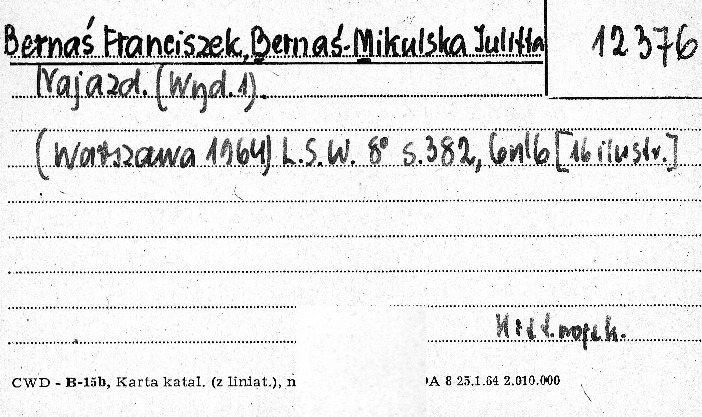 Bernaś Franciszek, Bernaś-Mikulska Julitta
12376
Najazd. (Wyd. 1).
(Warszawa 1964) L.S.W. 8° s. 382, 6nlb [16 ilustr.]
CWD - B-15b, Karta katal. (z liniat.), n
A 8 25.1.64 2.010.000